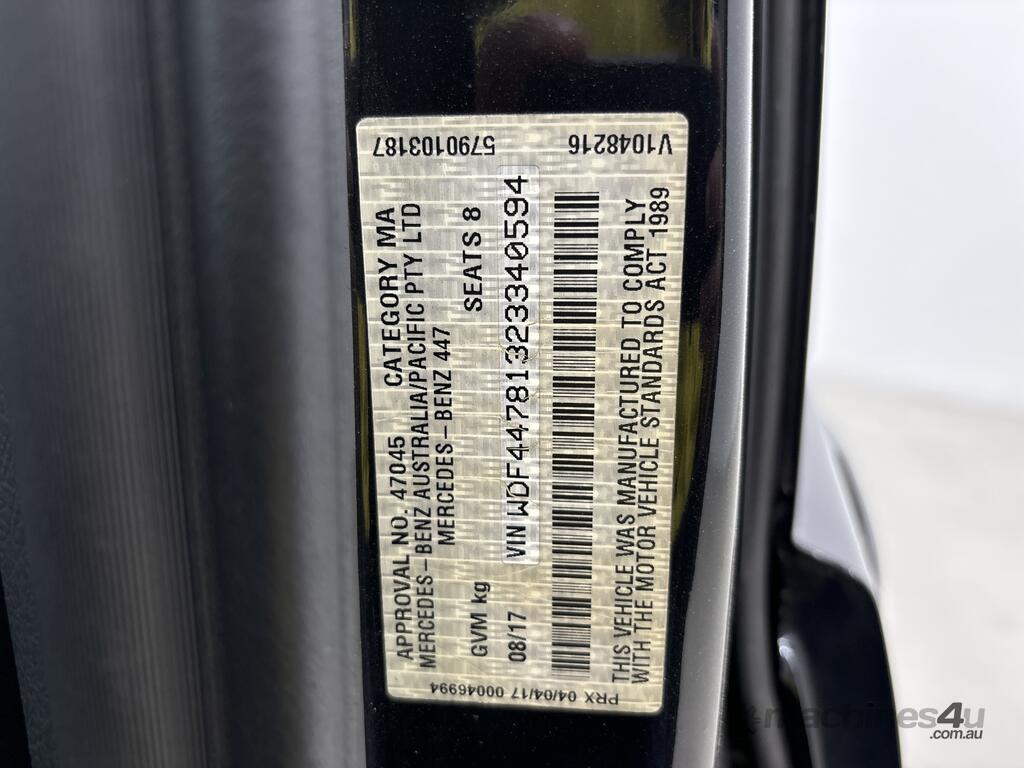 APPROVAL NO. 47045 CATEGORY MA
MERCEDES-BENZ AUSTRALIA/PACIFIC PTY LTD
MERCEDES-BENZ 447
GVM kg SEATS 8
08/17 VIN WDF44781323340594
THIS VEHICLE WAS MANUFACTURED TO COMPLY
WITH THE MOTOR VEHICLE STANDARDS ACT 1989
5790103187 V1048216
PRX 04/04/17 00046994
machines4u
.com.au